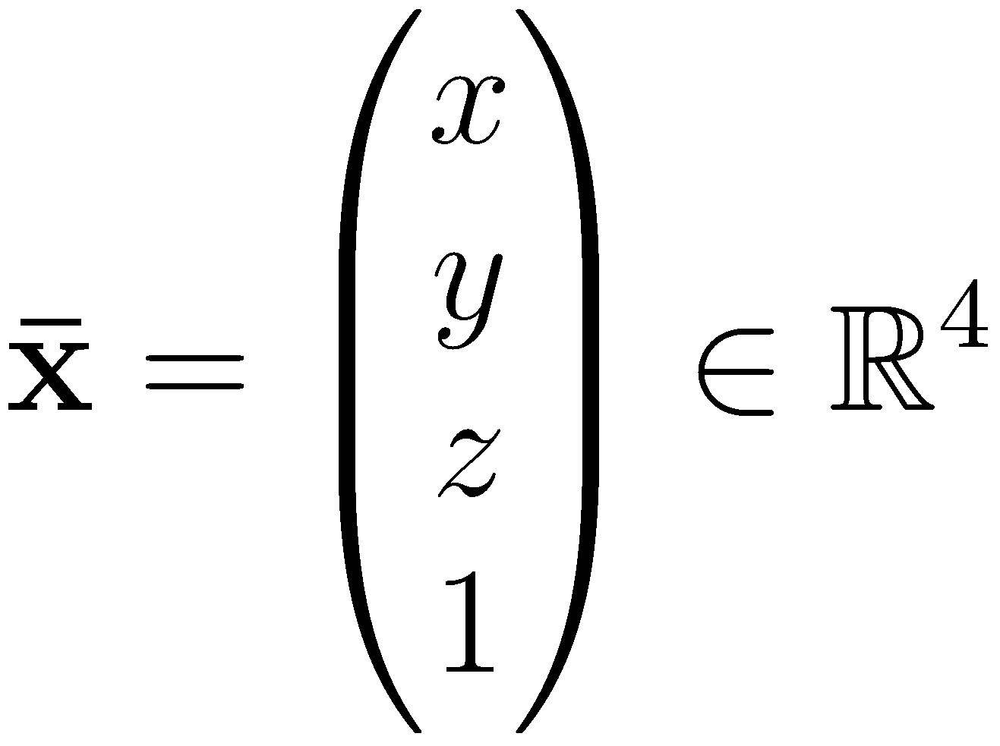 x̄ = (x
y
z
1) ∈ ℝ⁴